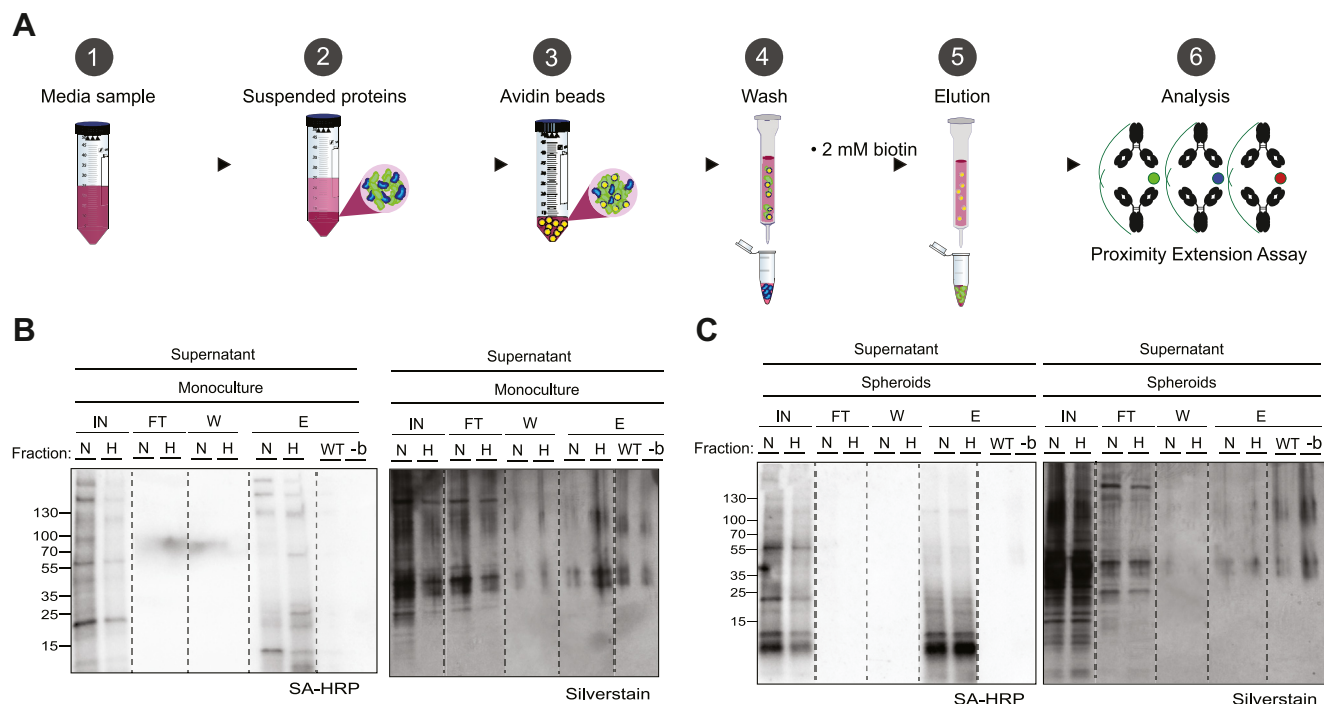 A
1 2 3 4 5 6
Media sample Suspended proteins Avidin beads Wash Elution Analysis
• 2 mM biotin
Proximity Extension Assay
B
Supernatant Supernatant
Monoculture Monoculture
IN FT W E IN FT W E
Fraction: N H N H N H N H WT -b N H N H N H N H WT -b
130
100
70
55
35
25
15
SA-HRP Silverstain
C
Supernatant Supernatant
Spheroids Spheroids
IN FT W E IN FT W E
Fraction: N H N H N H N H WT -b N H N H N H N H WT -b
130
100
70
55
35
25
15
SA-HRP Silverstain